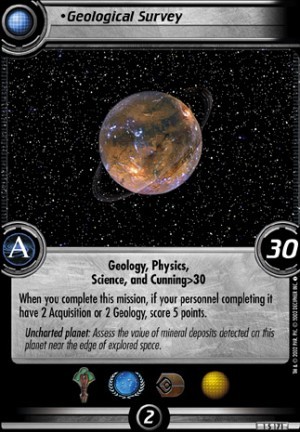 •Geological Survey
A
30
Geology, Physics,
Science, and Cunning>30
When you complete this mission, if your personnel completing it
have 2 Acquisition or 2 Geology, score 5 points.
Uncharted planet: Assess the value of mineral deposits detected on this
planet near the edge of explored space.
2